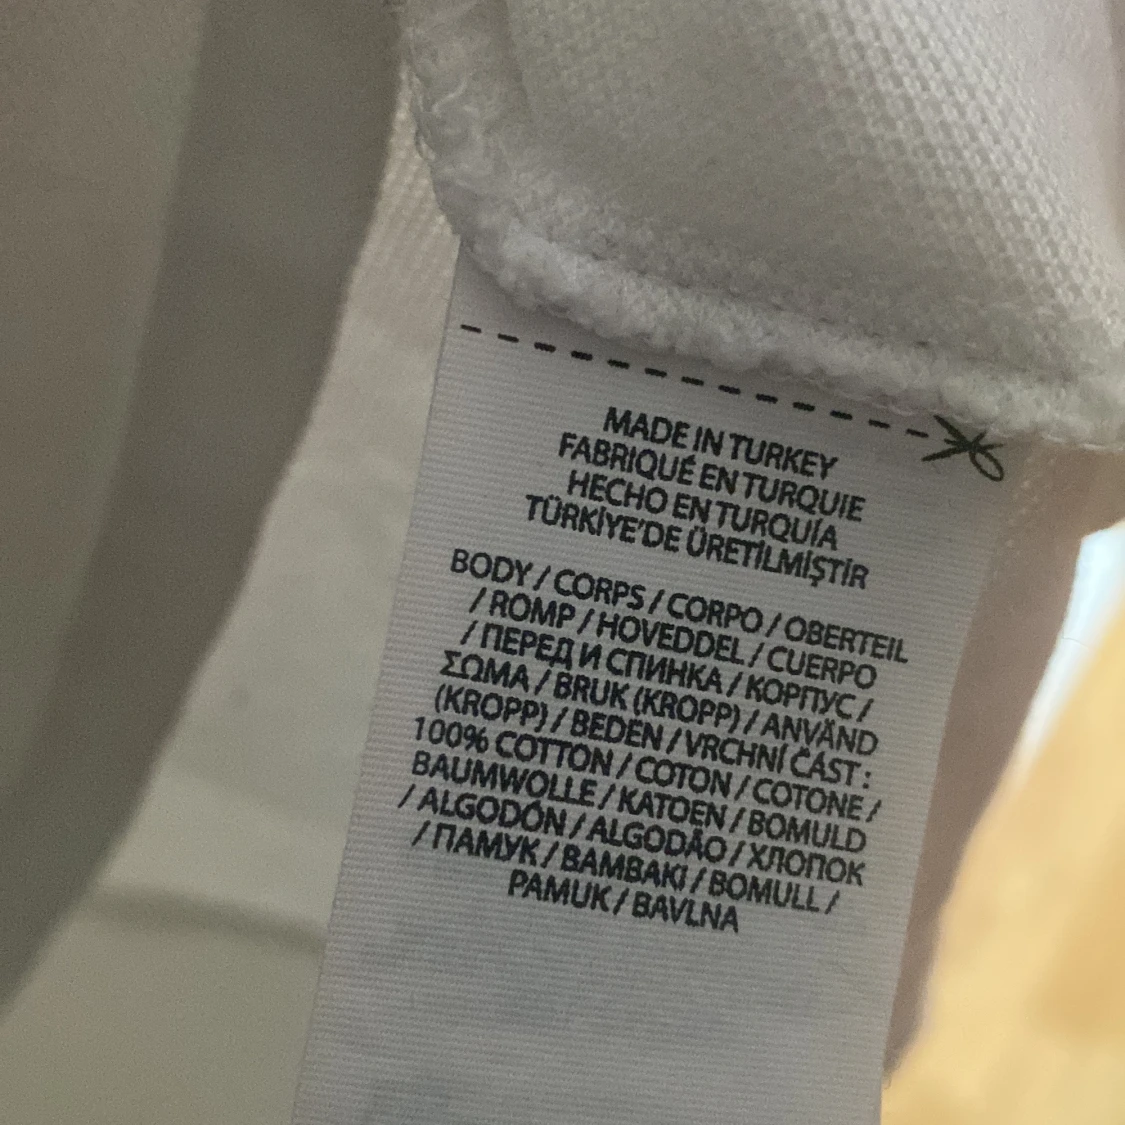 MADE IN TURKEY
FABRIQUÉ EN TURQUIE
HECHO EN TURQUÍA
TÜRKİYE'DE ÜRETİLMİŞTİR
BODY / CORPS / CORPO / OBERTEIL
/ ROMP / HOVEDDEL / CUERPO
/ ПЕРЕД И СПИНКА / КОРПУС /
ΣΩΜΑ / BRUK (KROPP) / ANVÄND
(KROPP) / BEDEN / VRCHNÍ ČÁST :
100% COTTON / COTON / COTONE /
BAUMWOLLE / KATOEN / BOMULD
/ ALGODÓN / ALGODÃO / ХЛОПОК
/ ПАМУК / ΒΑΜΒΑΚΙ / BOMULL /
PAMUK / BAVLNA